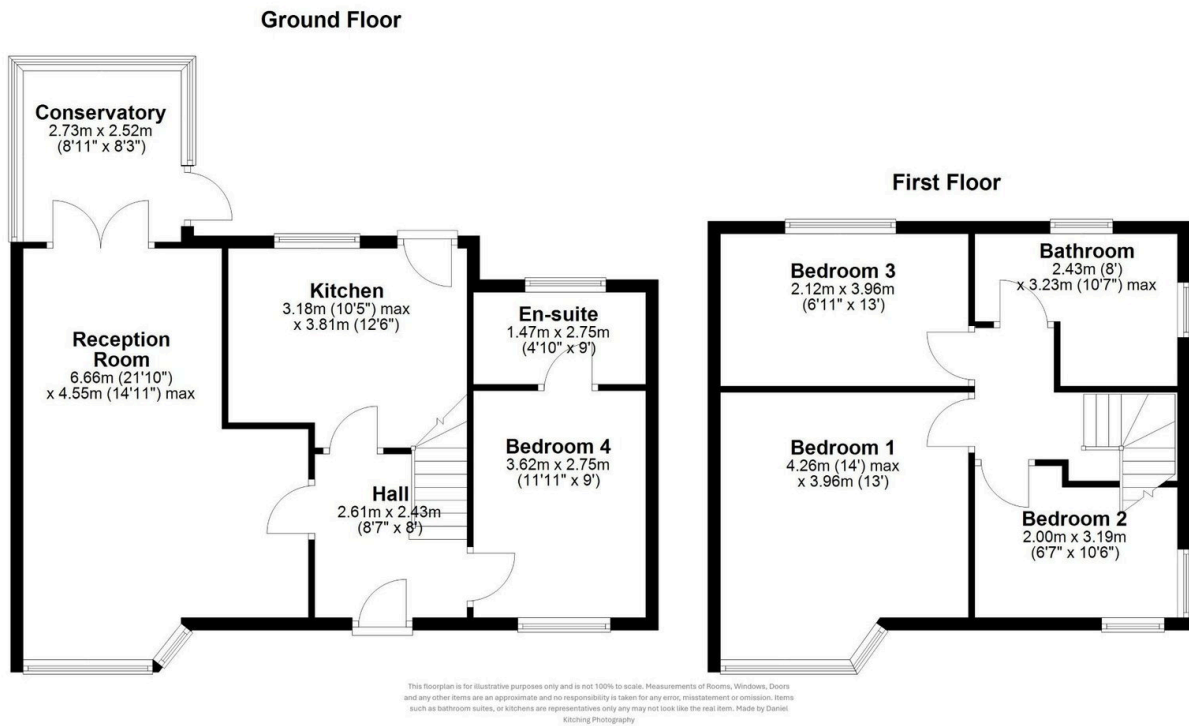 Ground Floor
Conservatory
2.73m x 2.52m
(8'11" x 8'3")
Kitchen
3.18m (10'5") max
x 3.81m (12'6")
En-suite
1.47m x 2.75m
(4'10" x 9')
Reception
Room
6.66m (21'10")
x 4.55m (14'11") max
Bedroom 4
3.62m x 2.75m
(11'11" x 9')
Hall
2.61m x 2.43m
(8'7" x 8')
First Floor
Bedroom 3
2.12m x 3.96m
(6'11" x 13')
Bathroom
2.43m (8')
x 3.23m (10'7") max
Bedroom 1
4.26m (14') max
x 3.96m (13')
Bedroom 2
2.00m x 3.19m
(6'7" x 10'6")
This floorplan is for illustrative purposes only and is not 100% to scale. Measurements of Rooms, Windows, Doors
and any other items are an approximate and no responsibility is taken for any error, misstatement or omission. Items
such as bathroom suites, or kitchens are representatives only any may not look like the real item. Made by Daniel
Kitching Photography